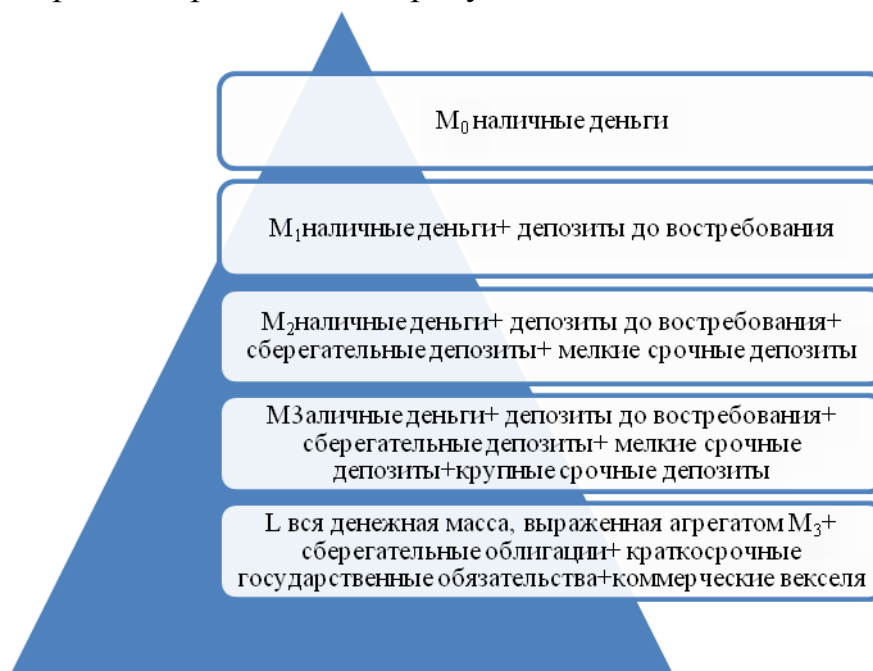 M0 наличные деньги
M1наличные деньги+ депозиты до востребования
M2наличные деньги+ депозиты до востребования+
сберегательные депозиты+ мелкие срочные депозиты
М3аличные деньги+ депозиты до востребования+
сберегательные депозиты+ мелкие срочные
депозиты+крупные срочные депозиты
L вся денежная масса, выраженная агрегатом M3+
сберегательные облигации+ краткосрочные
государственные обязательства+коммерческие векселя